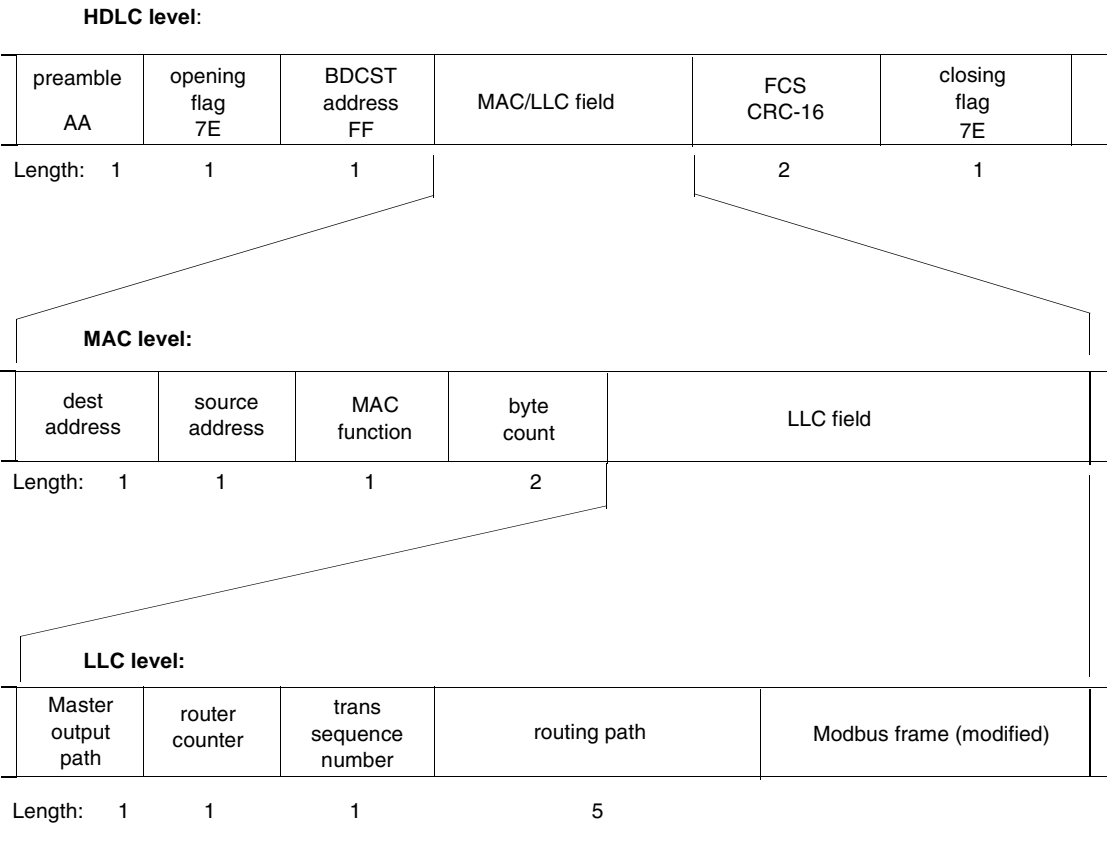 HDLC level:
preamble
AA
opening
flag
7E
BDCST
address
FF
MAC/LLC field
FCS
CRC-16
closing
flag
7E
Length: 1 1 1 2 1
MAC level:
dest
address
source
address
MAC
function
byte
count
LLC field
Length: 1 1 1 2
LLC level:
Master
output
path
router
counter
trans
sequence
number
routing path
Modbus frame (modified)
Length: 1 1 1 5